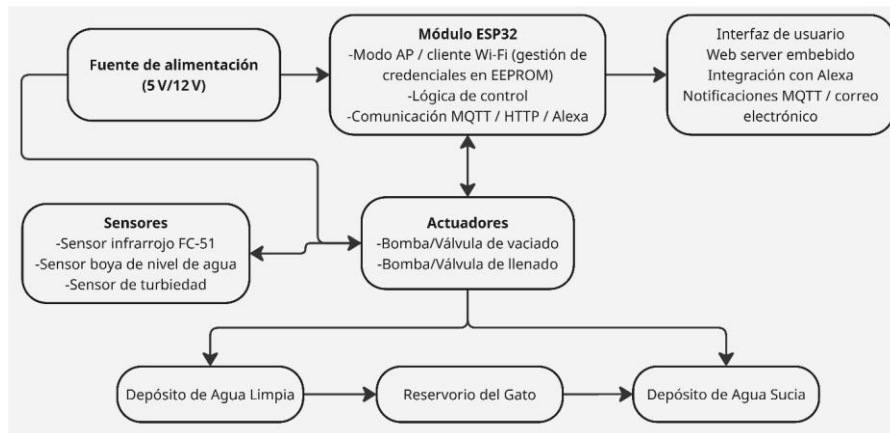 Fuente de alimentación
(5 V/12 V)
Módulo ESP32
-Modo AP / cliente Wi-Fi (gestión de
credenciales en EEPROM)
-Lógica de control
-Comunicación MQTT / HTTP / Alexa
Interfaz de usuario
Web server embebido
Integración con Alexa
Notificaciones MQTT / correo
electrónico
Sensores
-Sensor infrarrojo FC-51
-Sensor boya de nivel de agua
-Sensor de turbiedad
Actuadores
-Bomba/Válvula de vaciado
-Bomba/Válvula de llenado
Depósito de Agua Limpia
Reservorio del Gato
Depósito de Agua Sucia